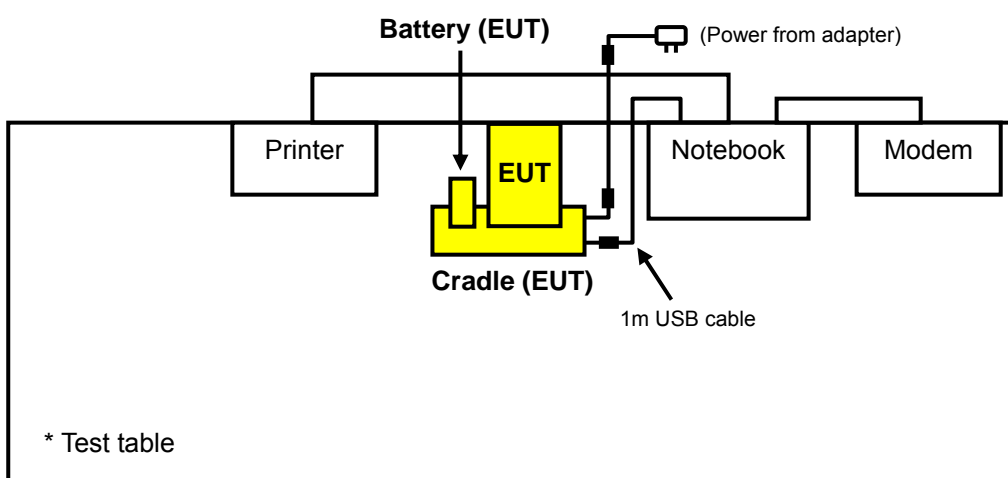 Battery (EUT)
(Power from adapter)
Printer
EUT
Notebook
Modem
Cradle (EUT)
1m USB cable
* Test table